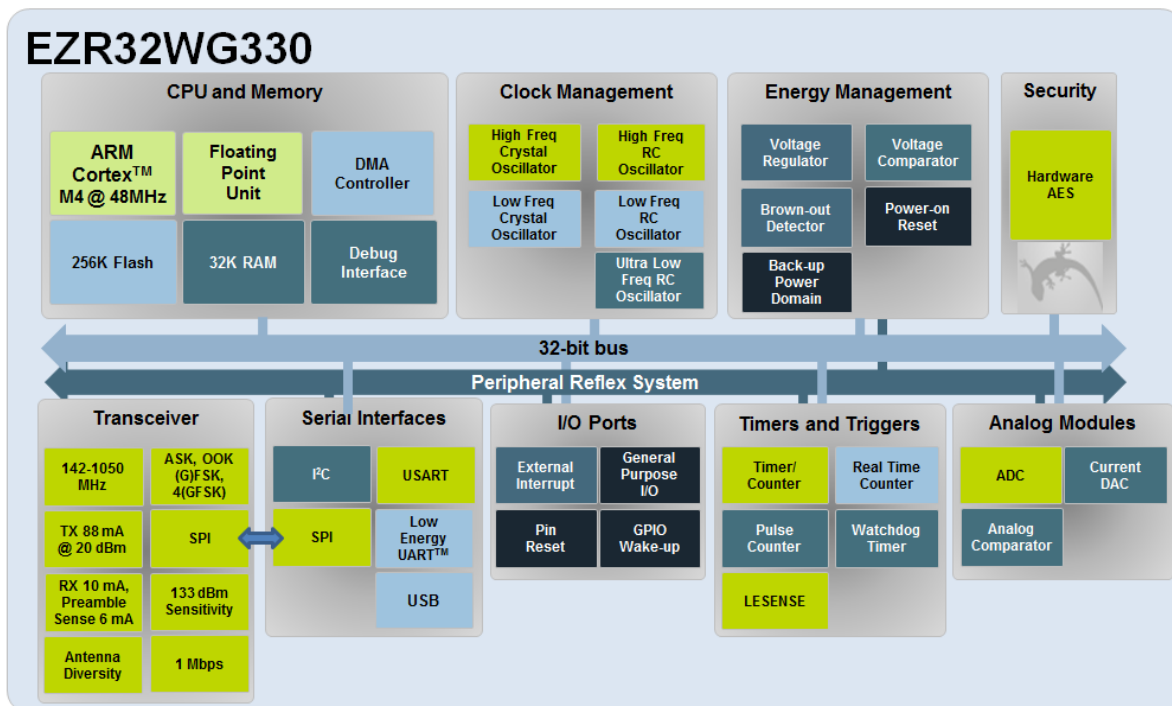 EZR32WG330
CPU and Memory
ARM
Cortex™
M4 @ 48MHz
Floating
Point
Unit
DMA
Controller
256K Flash
32K RAM
Debug
Interface
Clock Management
High Freq
Crystal
Oscillator
High Freq
RC
Oscillator
Low Freq
Crystal
Oscillator
Low Freq
RC
Oscillator
Ultra Low
Freq RC
Oscillator
Energy Management
Voltage
Regulator
Voltage
Comparator
Brown-out
Detector
Power-on
Reset
Back-up
Power
Domain
Security
Hardware
AES
32-bit bus
Peripheral Reflex System
Transceiver
142-1050
MHz
ASK, OOK
(G)FSK,
4(GFSK)
TX 88 mA
@ 20 dBm
SPI
RX 10 mA,
Preamble
Sense 6 mA
133 dBm
Sensitivity
Antenna
Diversity
1 Mbps
Serial Interfaces
I²C
USART
SPI
Low
Energy
UART™
USB
I/O Ports
External
Interrupt
General
Purpose
I/O
Pin
Reset
GPIO
Wake-up
Timers and Triggers
Timer/
Counter
Real Time
Counter
Pulse
Counter
Watchdog
Timer
LESENSE
Analog Modules
ADC
Current
DAC
Analog
Comparator